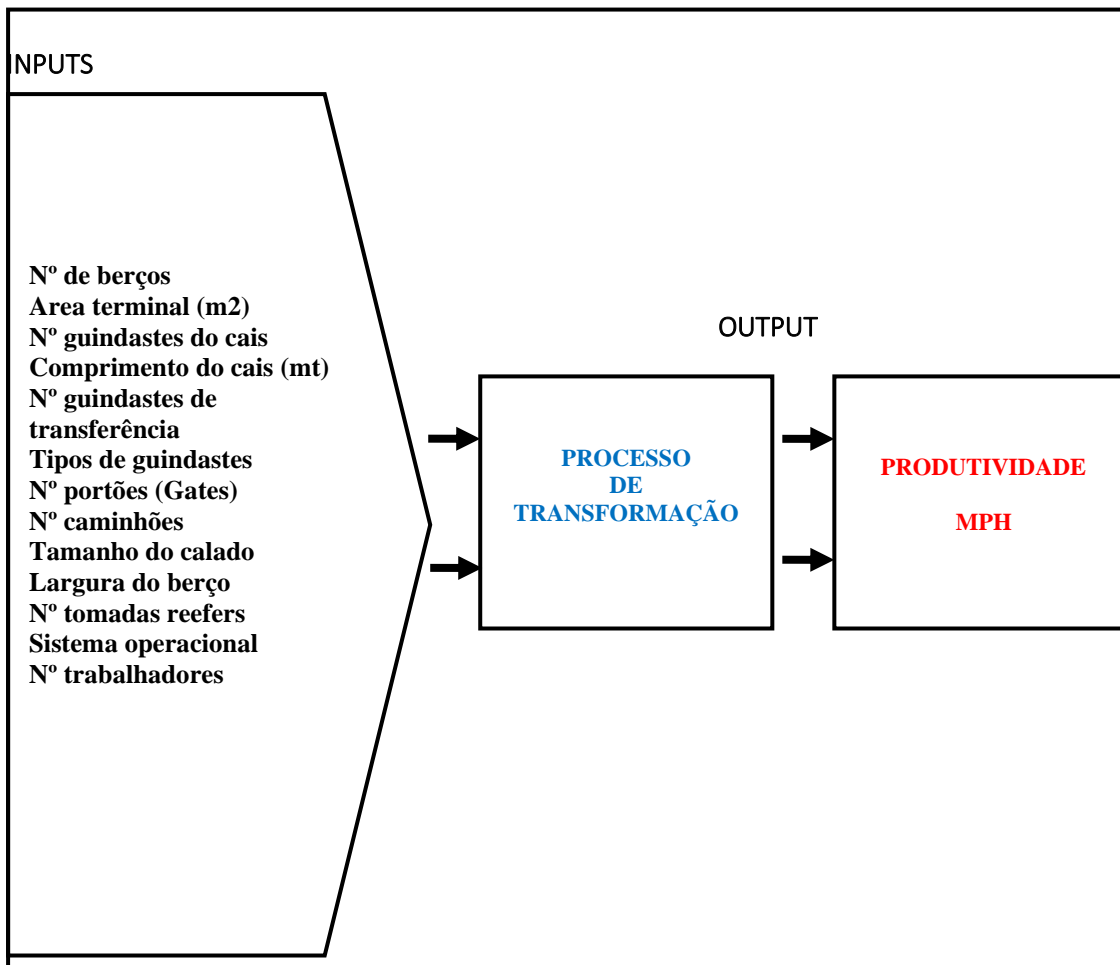 INPUTS
Nº de berços
Area terminal (m2)
Nº guindastes do cais
Comprimento do cais (mt)
Nº guindastes de
transferência
Tipos de guindastes
Nº portões (Gates)
Nº caminhões
Tamanho do calado
Largura do berço
Nº tomadas reefers
Sistema operacional
Nº trabalhadores
PROCESSO
DE
TRANSFORMAÇÃO
OUTPUT
PRODUTIVIDADE
MPH